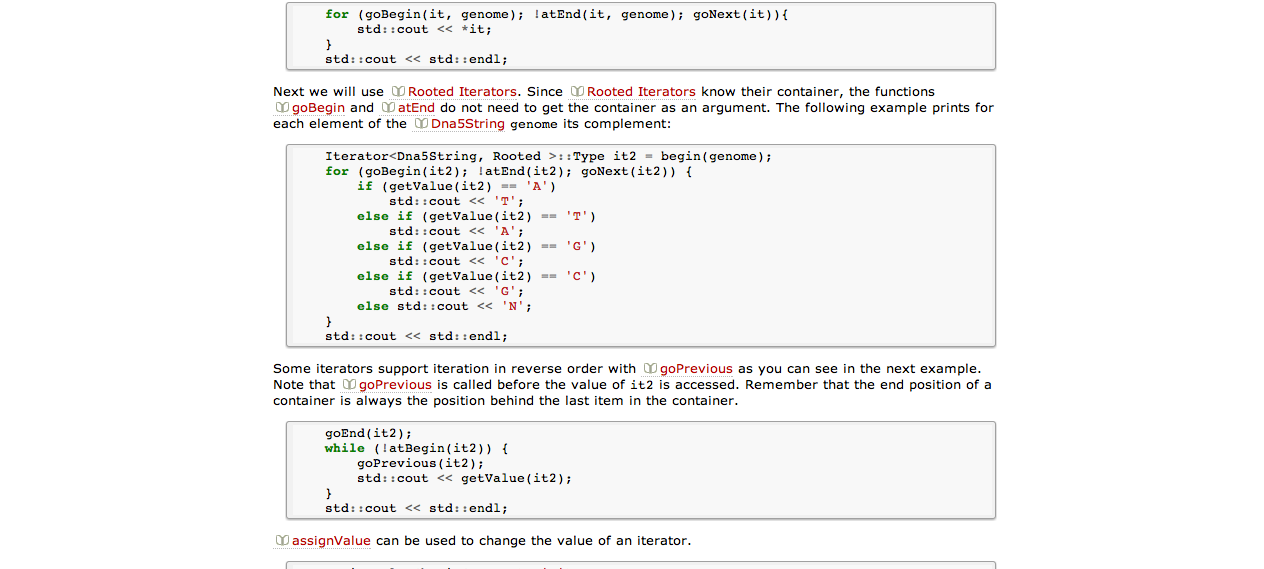 for (goBegin(it, genome); !atEnd(it, genome); goNext(it)){
    std::cout << *it;
}
std::cout << std::endl;
Next we will use Rooted Iterators. Since Rooted Iterators know their container, the functions
goBegin and atEnd do not need to get the container as an argument. The following example prints for
each element of the Dna5String genome its complement:
Iterator<Dna5String, Rooted >::Type it2 = begin(genome);
for (goBegin(it2); !atEnd(it2); goNext(it2)) {
    if (getValue(it2) == 'A')
        std::cout << 'T';
    else if (getValue(it2) == 'T')
        std::cout << 'A';
    else if (getValue(it2) == 'G')
        std::cout << 'C';
    else if (getValue(it2) == 'C')
        std::cout << 'G';
    else std::cout << 'N';
}
std::cout << std::endl;
Some iterators support iteration in reverse order with goPrevious as you can see in the next example.
Note that goPrevious is called before the value of it2 is accessed. Remember that the end position of a
container is always the position behind the last item in the container.
goEnd(it2);
while (!atBegin(it2)) {
    goPrevious(it2);
    std::cout << getValue(it2);
}
std::cout << std::endl;
assignValue can be used to change the value of an iterator.